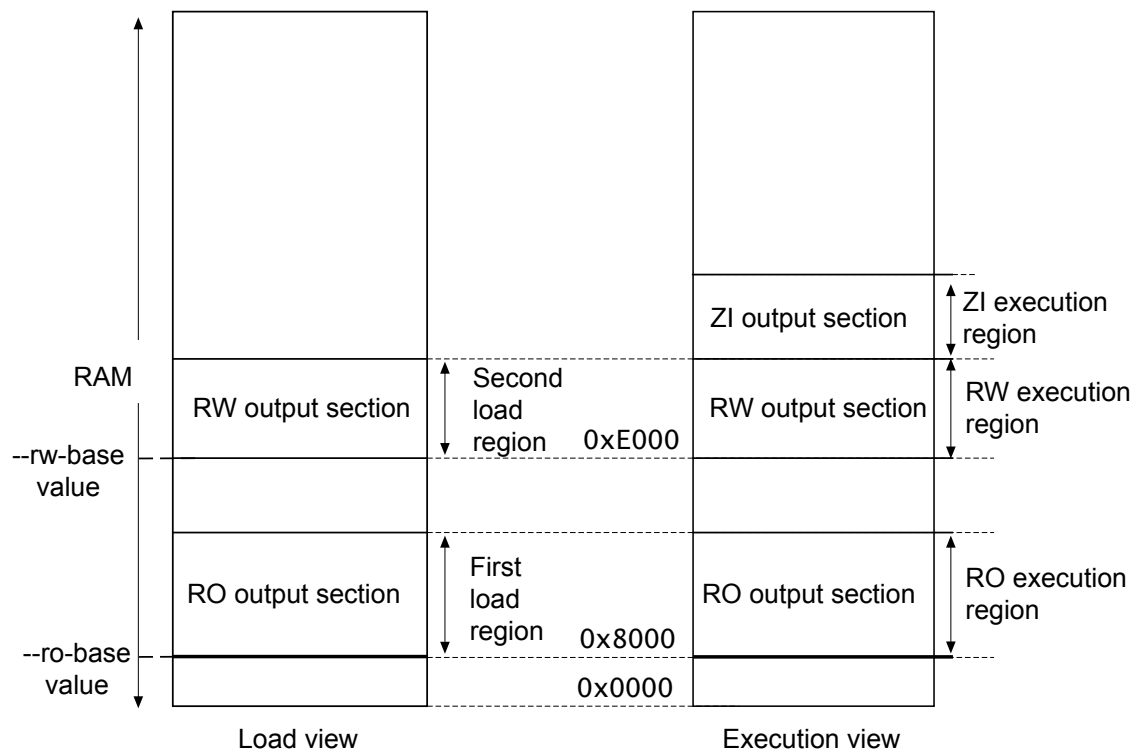 ZI output section
ZI execution
region
RAM
RW output section
Second
load
region
0xE000
RW output section
RW execution
region
--rw-base
value
RO output section
First
load
region
0x8000
RO output section
RO execution
region
--ro-base
value
0x0000
Load view
Execution view